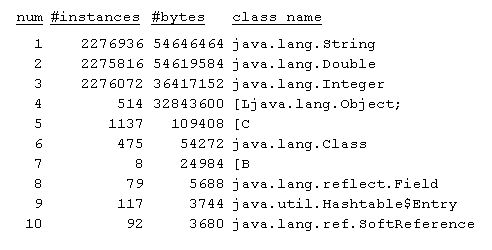 num #instances #bytes class name
1 2276936 54646464 java.lang.String
2 2275816 54619584 java.lang.Double
3 2276072 36417152 java.lang.Integer
4 514 32843600 [Ljava.lang.Object;
5 1137 109408 [C
6 475 54272 java.lang.Class
7 8 24984 [B
8 79 5688 java.lang.reflect.Field
9 117 3744 java.util.Hashtable$Entry
10 92 3680 java.lang.ref.SoftReference